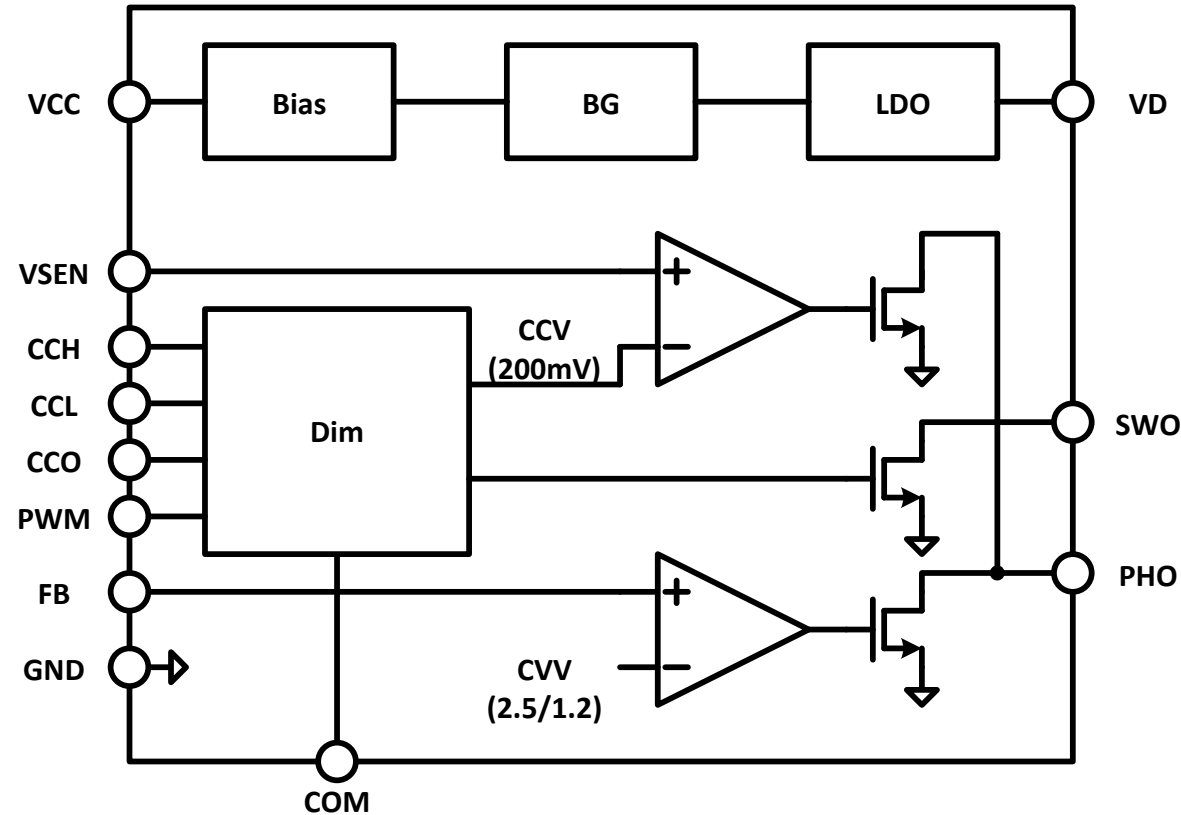 VCC
Bias
BG
LDO
VD
VSEN
+
CCV
(200mV)
−
CCH
CCL
CCO
PWM
Dim
SWO
FB
+
PHO
GND
CVV
(2.5/1.2)
−
COM